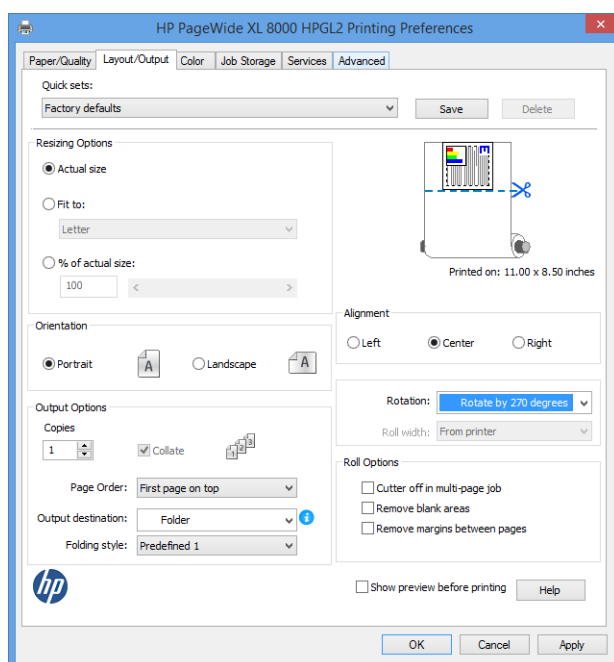 HP PageWide XL 8000 HPGL2 Printing Preferences
Paper/Quality Layout/Output Color Job Storage Services Advanced
Quick sets:
Factory defaults
Save
Delete
Resizing Options
Actual size
Fit to:
Letter
% of actual size:
100
Printed on: 11.00 x 8.50 inches
Alignment
Left
Center
Right
Orientation
Portrait
A
Landscape
A
Rotation: Rotate by 270 degrees
Roll width: From printer
Output Options
Copies
1
Collate
1 2 3
Page Order: First page on top
Output destination: Folder
Folding style: Predefined 1
Roll Options
Cutter off in multi-page job
Remove blank areas
Remove margins between pages
hp
Show preview before printing
Help
OK
Cancel
Apply